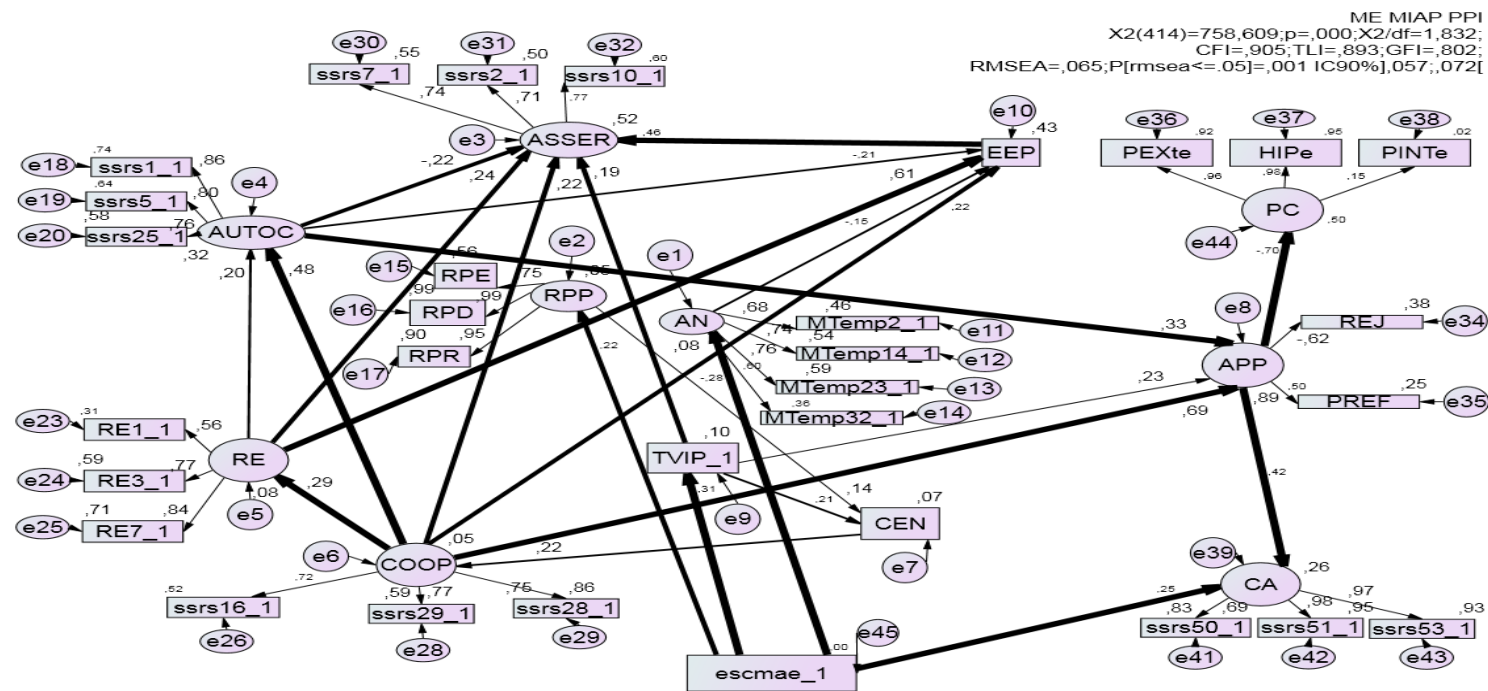 ME MIAP PPI
X2(414)=758,609;p=,000;X2/df=1,832;
CFI=,905;TLI=,893;GFI=,802;
RMSEA=,065;P[rmsea<=.05]=,001 IC90%],057;,072[
e30 ,55 e31 ,50 e32 ,60
ssrs7_1 ssrs2_1 ssrs10_1
,74 ,71 ,77
e3 ASSER ,52 ,46
e10 ,43
EEP
e36 e37 e38
,92 ,95 ,02
PEXte HIPe PINTe
,96 ,98 ,15
PC ,50
e44
-,70
e18 ,74 ssrs1_1 ,86
e19 ,64 ssrs5_1 ,80
e20 ,58 ssrs25_1 ,76
e4 AUTOC ,32
-,22 ,24 ,22 ,19
-,21 ,61 -,15 ,22
,20 ,48
e2 RPP ,05
e15 ,56 RPE ,75
e16 ,99 RPD ,99
e17 ,90 RPR ,95
,22 -,28
e1 AN ,08
,68 ,46 MTemp2_1 e11
,74 ,54 MTemp14_1 e12
,76 ,59 MTemp23_1 e13
,60 ,36 MTemp32_1 e14
,33 ,23 ,69
e8 APP ,89
-,62 REJ ,38 e34
,50 PREF ,25 e35
,42
e23 ,31 RE1_1 ,56
e24 ,59 RE3_1 ,77
e25 ,71 RE7_1 ,84
RE ,08 e5
,29
TVIP_1 ,10
,31 ,21
e9
,14 ,07
CEN
e7
,22
e6 COOP ,05
,72 ,77 ,86
,52 ,59 ,75
ssrs16_1 ssrs29_1 ssrs28_1
e26 e28 e29
e45
,00
escmae_1
,25
e39 CA ,26
,83 ,69 ,98 ,95 ,97 ,93
ssrs50_1 ssrs51_1 ssrs53_1
e41 e42 e43